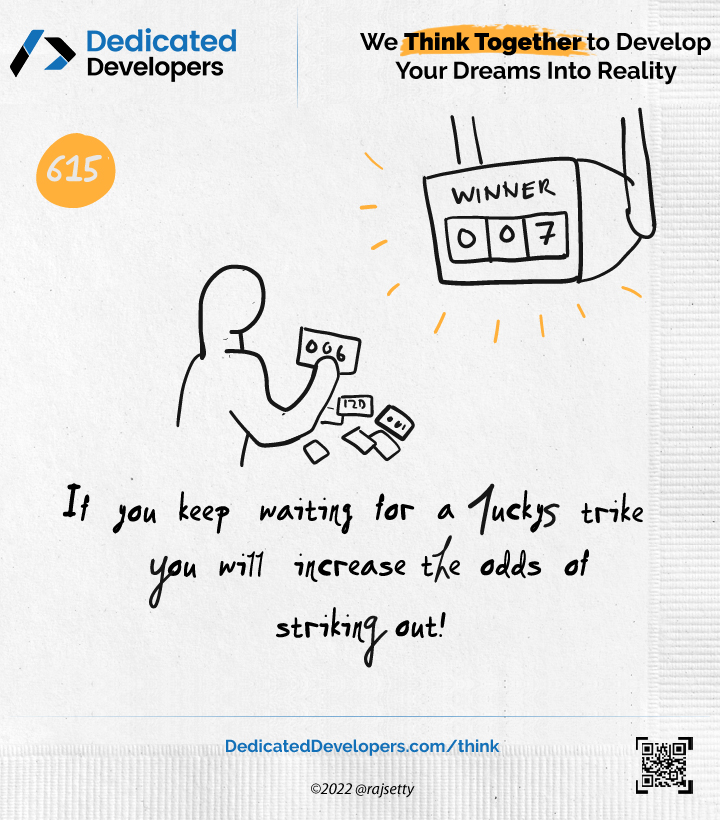 Dedicated
Developers
We Think Together to Develop
Your Dreams Into Reality
615
WINNER
0 0 7
006
120
001
If you keep waiting for a luckys trike
you will increase the odds of
striking out!
DedicatedDevelopers.com/think
©2022 @rajsetty